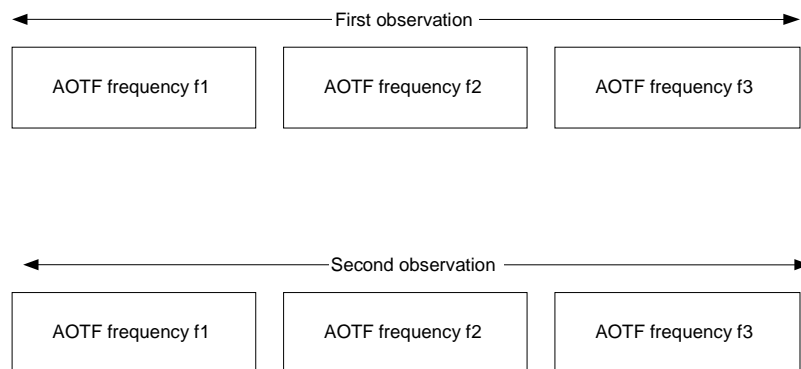 First observation
AOTF frequency f1
AOTF frequency f2
AOTF frequency f3
Second observation
AOTF frequency f1
AOTF frequency f2
AOTF frequency f3